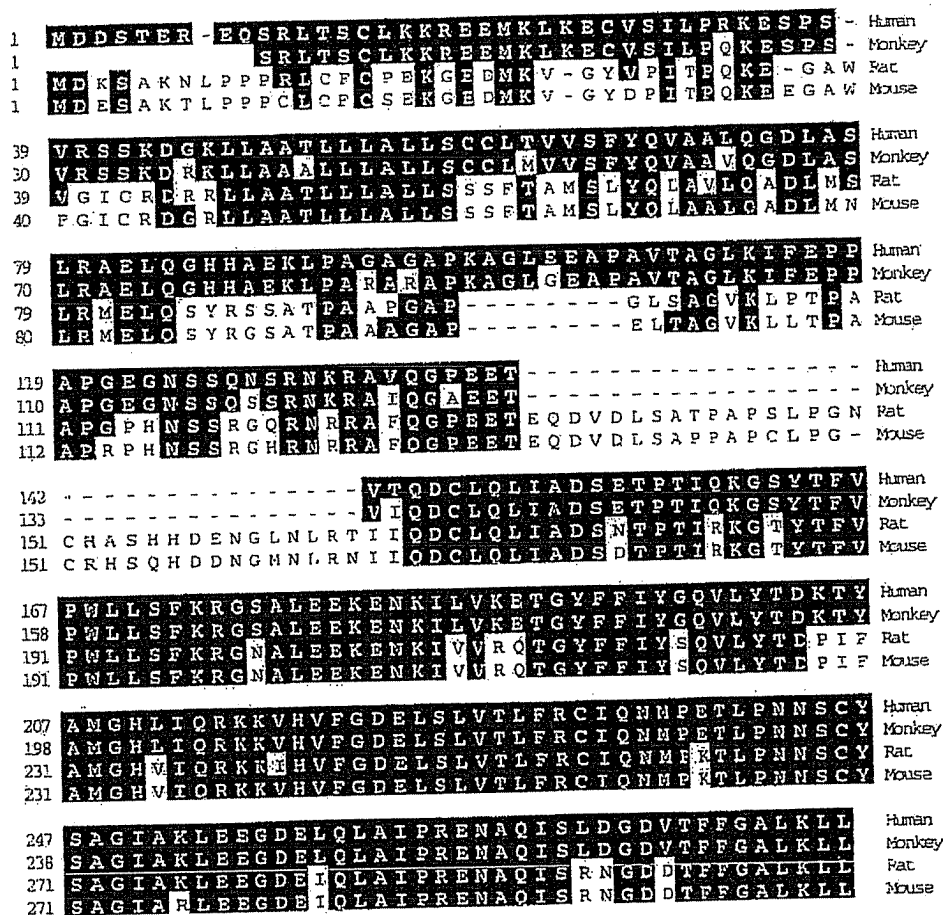 1 MDDSTER-EQSRLTSCLKKREEMKLKECVSILPRKESPS- Human
1 SRLTSCLKKREEMKLKECVSILPQKESPS- Monkey
1 MDKSAKNLPPPRLCFCPEKGEDMKV-GYVPITPQKE-GAW Rat
1 MDESAKTLPPPCLCFCSEKGEDMKV-GYDPITPQKEEGAW Mouse
39 VRSSKDGKLLAATLLLALLSCCLTVVSFYQVAALQGDLAS Human
30 VRSSKDRKLLAAALLLALLSCCLMVVSFYQVAAVQGDLAS Monkey
39 VGICRDRRLLAATLLLALLSSSFTAMSLYQLAVLQADLMS Rat
40 FGICRDGRLLAATLLLALLSSSFTAMSLYQLAALQADLMN Mouse
79 LRAELQGHHAEKLPAGAGAPKAGLEEAPAVTAGLKIFEPP Human
70 LRAELQGHHAEKLPARARAPKAGLGEAPAVTAGLKIFEPP Monkey
79 LRMELQSYRSSATPAAPGAP--------GLSAGVKLPTPA Rat
80 LRMELQSYRGSATPAAAGAP--------ELTAGVKLLTPA Mouse
119 APGEGNSSQNSRNKRAVQGPEET----------------- Human
110 APGEGNSSQSSRNKRAIQGAEET----------------- Monkey
111 APGPHNSSRGQRNRRAFQGPEETEQDVDLSATPAPSLPGN Rat
112 APRPHNSSRGHRNRRAFQGPEETEQDVDLSAPPAPCLPG- Mouse
142 ----------------VTQDCLQLIADSETPTIQKGSYTFV Human
133 ----------------VIQDCLQLIADSETPTIQKGSYTFV Monkey
151 CHASHHDENGLNLRTIIQDCLQLIADSNTPTIRKGTYTFV Rat
151 CRHSQHDDNGMNLRNIIQDCLQLIADSDTPTIRKGTYTFV Mouse
167 PWLLSFKRGSALEEKENKILVKETGYFFIYGQVLYTDKTY Human
158 PWLLSFKRGSALEEKENKILVKETGYFFIYGQVLYTDKTY Monkey
191 PWLLSFKRGNALEEKENKIVVRQTGYFFIYSQVLYTDPIF Rat
191 PWLLSFKRGNALEEKENKIVVRQTGYFFIYSQVLYTDPIF Mouse
207 AMGHLIQRKKVHVFGDELSLVTLFRCIQNMPETLPNNSCY Human
198 AMGHLIQRKKVHVFGDELSLVTLFRCIQNMPETLPNNSCY Monkey
231 AMGHVIQRKKIHVFGDELSLVTLFRCIQNMPKTLPNNSCY Rat
231 AMGHVIQRKKVHVFGDELSLVTLFRCIQNMPKTLPNNSCY Mouse
247 SAGIAKLEEGDELQLAIPRENAQISLDGDVTFFGALKLL Human
238 SAGIAKLEEGDELQLAIPRENAQISLDGDVTFFGALKLL Monkey
271 SAGIAKLEEGDEIQLAIPRENAQISRNGDDTFFGALKLL Rat
271 SAGIARLEEGDEIQLAIPRENAQISRNGDDTFFGALKLL Mouse